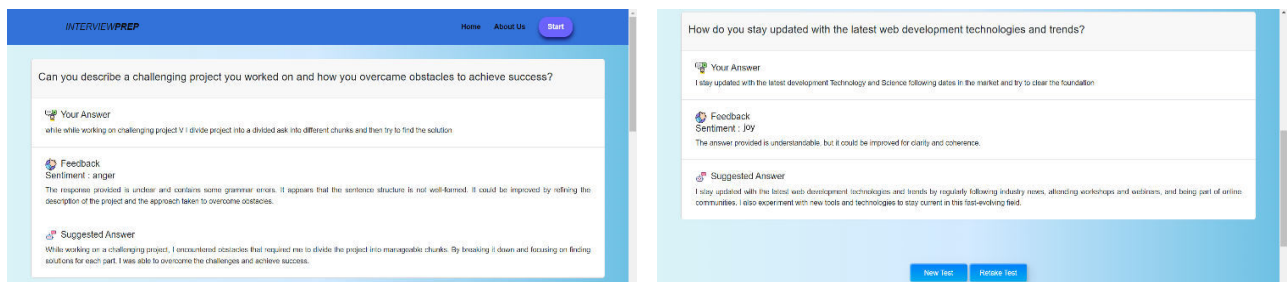 INTERVIEWPREP
Home About Us Start
Can you describe a challenging project you worked on and how you overcame obstacles to achieve success?
Your Answer
while while working on challenging project V I divide project into a divided ask into different chunks and then try to find the solution
Feedback
Sentiment : anger
The response provided is unclear and contains some grammar errors. It appears that the sentence structure is not well-formed. It could be improved by refining the
description of the project and the approach taken to overcome obstacles.
Suggested Answer
While working on a challenging project, I encountered obstacles that required me to divide the project into manageable chunks. By breaking it down and focusing on finding
solutions for each part, I was able to overcome the challenges and achieve success.
How do you stay updated with the latest web development technologies and trends?
Your Answer
I stay updated with the latest development Technology and Science following dates in the market and try to clear the foundation
Feedback
Sentiment : joy
The answer provided is understandable, but it could be improved for clarity and coherence.
Suggested Answer
I stay updated with the latest web development technologies and trends by regularly following industry news, attending workshops and webinars, and being part of online
communities. I also experiment with new tools and technologies to stay current in this fast-evolving field.
New Test Retake Test